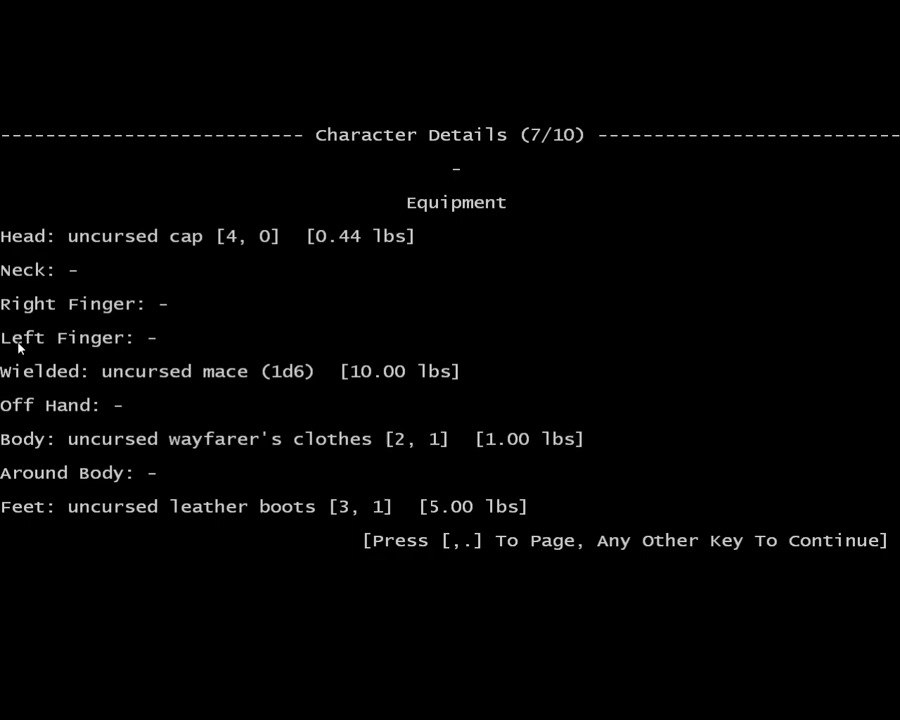 --------------------------- Character Details (7/10) ---------------------------
-
Equipment
Head: uncursed cap [4, 0]  [0.44 lbs]
Neck: -
Right Finger: -
Left Finger: -
Wielded: uncursed mace (1d6)  [10.00 lbs]
Off Hand: -
Body: uncursed wayfarer's clothes [2, 1]  [1.00 lbs]
Around Body: -
Feet: uncursed leather boots [3, 1]  [5.00 lbs]
[Press [,.] To Page, Any Other Key To Continue]